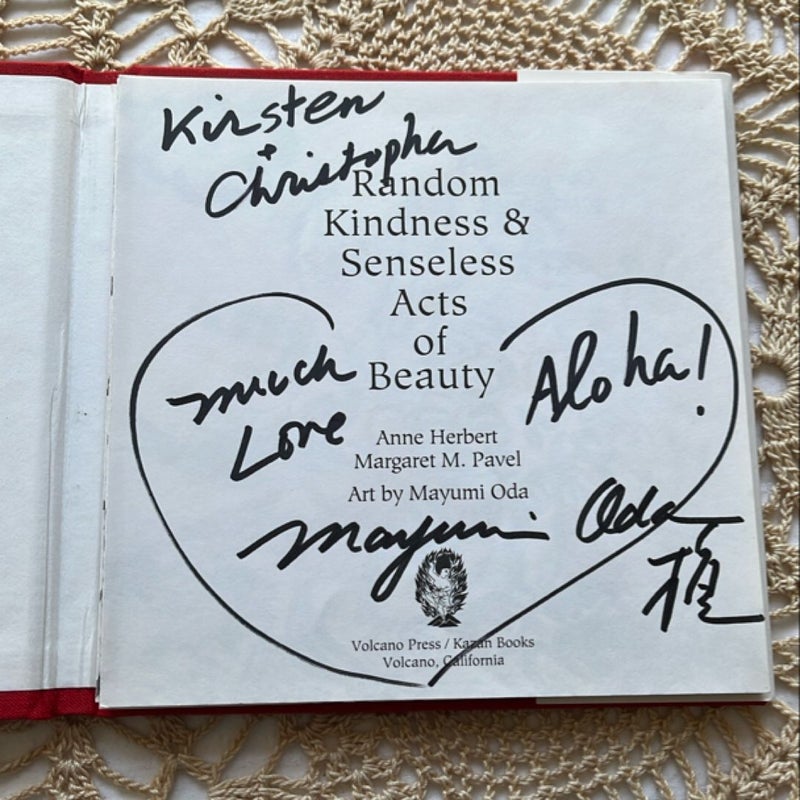 Kirsten
+
Christopher
Random
Kindness &
Senseless
Acts
of
Beauty
much
Love
Aloha!
Anne Herbert
Margaret M. Pavel
Art by Mayumi Oda
Mayumi Oda
Volcano Press / Kazan Books
Volcano, California